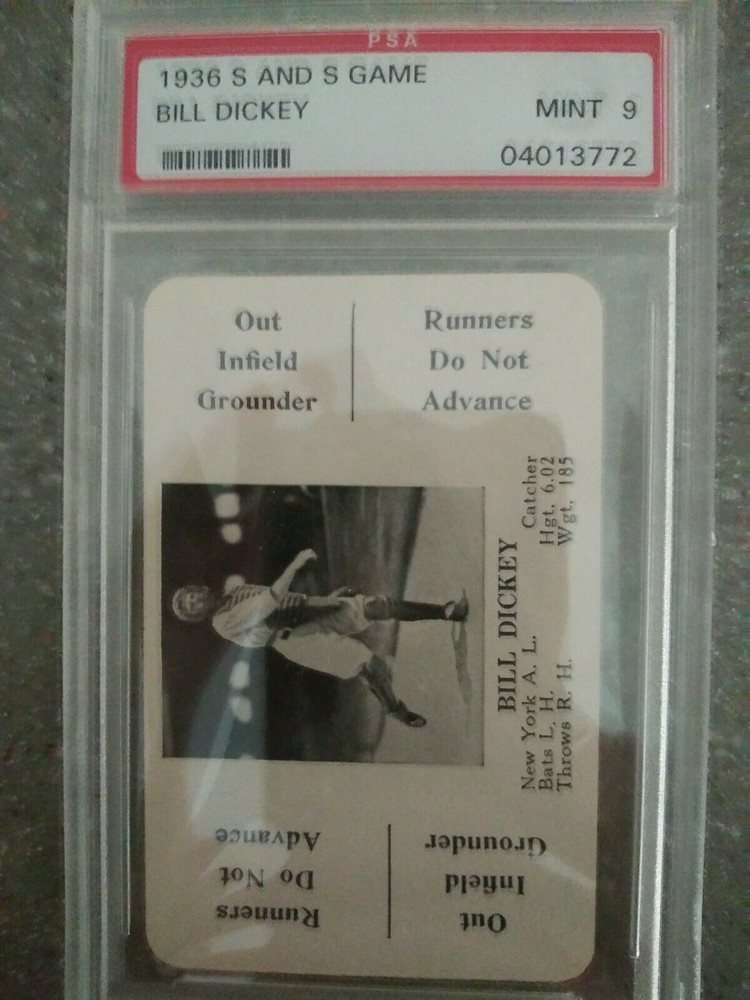 PSA
1936 S AND S GAME
BILL DICKEY MINT 9
04013772
Out
Infield
Grounder
Runners
Do Not
Advance
BILL DICKEY
New York A. L. Catcher
Bats L. H. Hgt. 6.02
Throws R. H. Wgt. 185
Out
Infield
Grounder
Runners
Do Not
Advance